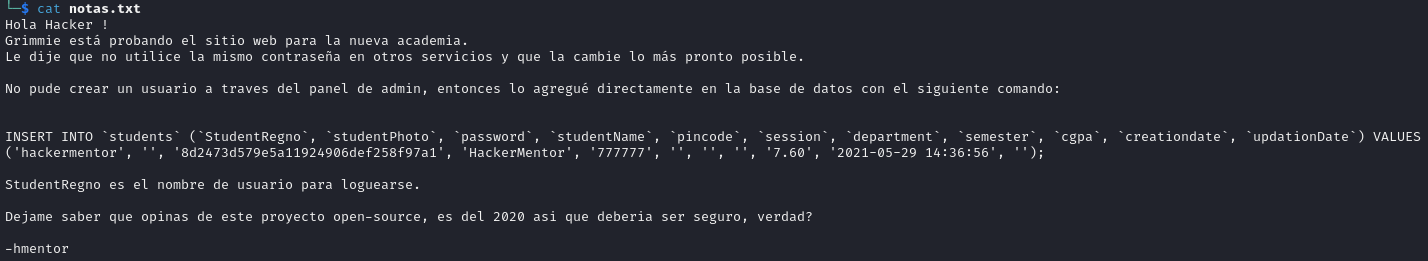 └─$ cat notas.txt
Hola Hacker !
Grimmie está probando el sitio web para la nueva academia.
Le dije que no utilice la mismo contraseña en otros servicios y que la cambie lo más pronto posible.
No pude crear un usuario a traves del panel de admin, entonces lo agregué directamente en la base de datos con el siguiente comando:
INSERT INTO `students` (`StudentRegno`, `studentPhoto`, `password`, `studentName`, `pincode`, `session`, `department`, `semester`, `cgpa`, `creationdate`, `updationDate`) VALUES
('hackermentor', '', '8d2473d579e5a11924906def258f97a1', 'HackerMentor', '777777', '', '', '', '7.60', '2021-05-29 14:36:56', '');
StudentRegno es el nombre de usuario para loguearse.
Dejame saber que opinas de este proyecto open-source, es del 2020 asi que deberia ser seguro, verdad?
-hmentor